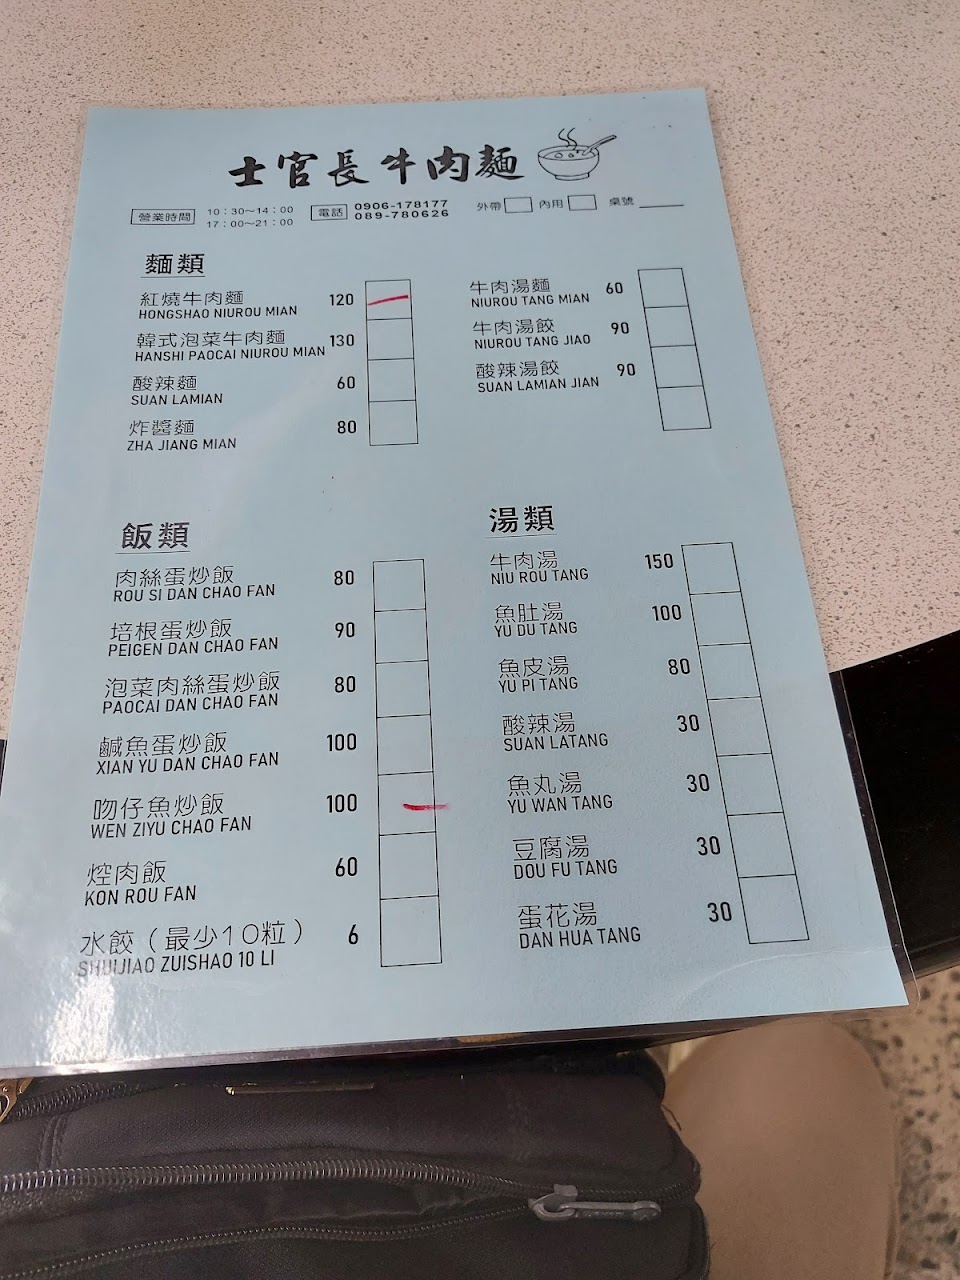 士官長牛肉麵
營業時間 10:30~14:00 17:00~21:00 電話 0906-178177 089-780626 外帶 內用 桌號
麵類
紅燒牛肉麵 120
HONGSHAO NIUROU MIAN
韓式泡菜牛肉麵 130
HANSHI PAOCAI NIUROU MIAN
酸辣麵 60
SUAN LAMIAN
炸醬麵 80
ZHA JIANG MIAN
牛肉湯麵 60
NIUROU TANG MIAN
牛肉湯餃 90
NIUROU TANG JIAO
酸辣湯餃 90
SUAN LAMIAN JIAN
飯類
肉絲蛋炒飯 80
ROU SI DAN CHAO FAN
培根蛋炒飯 90
PEIGEN DAN CHAO FAN
泡菜肉絲蛋炒飯 80
PAOCAI DAN CHAO FAN
鹹魚蛋炒飯 100
XIAN YU DAN CHAO FAN
吻仔魚炒飯 100
WEN ZIYU CHAO FAN
焢肉飯 60
KON ROU FAN
水餃（最少10粒） 6
SHUIJIAO ZUISHAO 10 LI
湯類
牛肉湯 150
NIU ROU TANG
魚肚湯 100
YU DU TANG
魚皮湯 80
YU PI TANG
酸辣湯 30
SUAN LATANG
魚丸湯 30
YU WAN TANG
豆腐湯 30
DOU FU TANG
蛋花湯 30
DAN HUA TANG